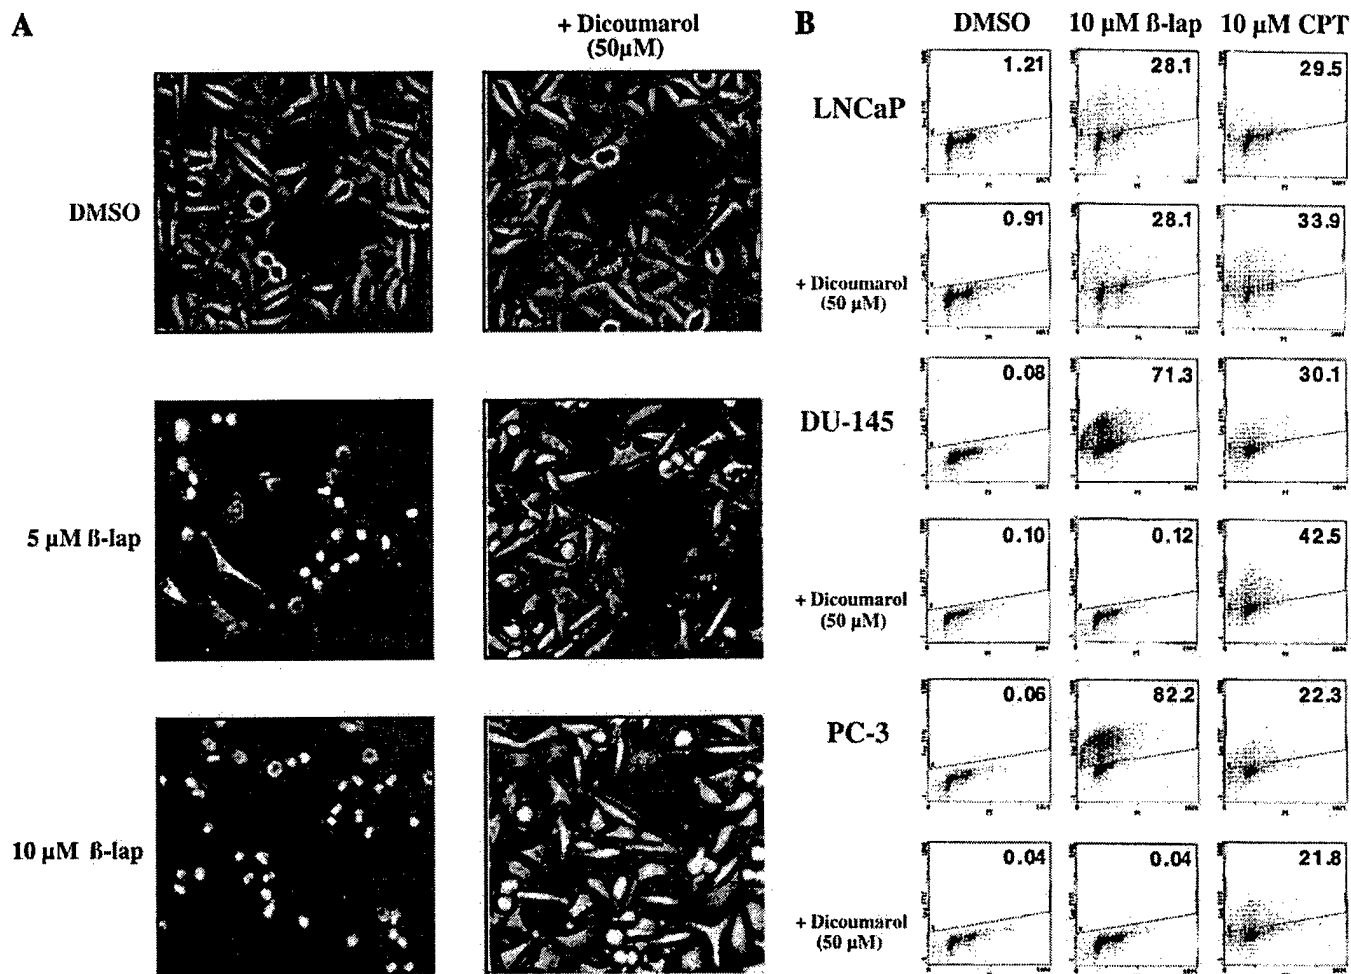 A
+ Dicoumarol
(50µM)
DMSO
5 µM ß-lap
10 µM ß-lap
B
DMSO 10 µM ß-lap 10 µM CPT
LNCaP
1.21 28.1 29.5
+ Dicoumarol
(50 µM)
0.91 28.1 33.9
DU-145
0.08 71.3 30.1
+ Dicoumarol
(50 µM)
0.10 0.12 42.5
PC-3
0.06 82.2 22.3
+ Dicoumarol
(50 µM)
0.04 0.04 21.8